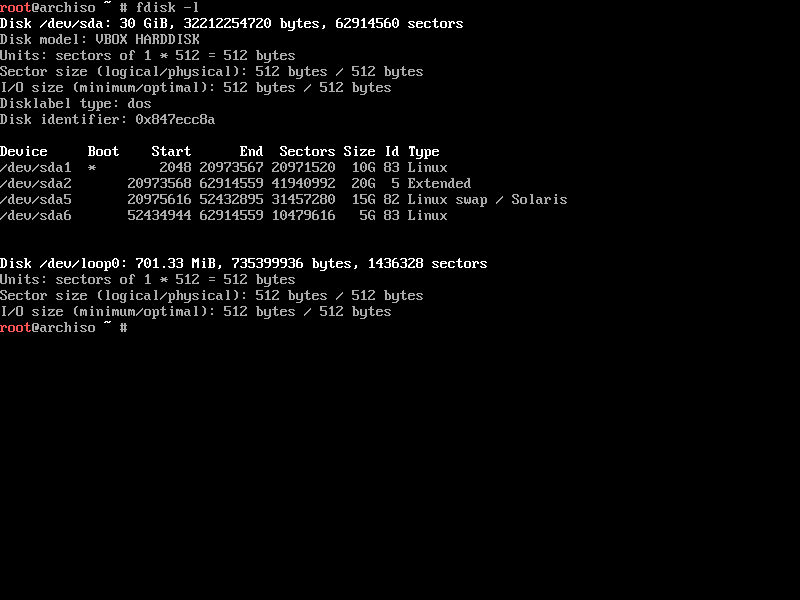 root@archiso ~ # fdisk -l
Disk /dev/sda: 30 GiB, 32212254720 bytes, 62914560 sectors
Disk model: VBOX HARDDISK
Units: sectors of 1 * 512 = 512 bytes
Sector size (logical/physical): 512 bytes / 512 bytes
I/O size (minimum/optimal): 512 bytes / 512 bytes
Disklabel type: dos
Disk identifier: 0x847ecc8a
Device     Boot    Start      End  Sectors Size Id Type
/dev/sda1  *        2048 20973567 20971520  10G 83 Linux
/dev/sda2       20973568 62914559 41940992  20G  5 Extended
/dev/sda5       20975616 52432895 31457280  15G 82 Linux swap / Solaris
/dev/sda6       52434944 62914559 10479616   5G 83 Linux
Disk /dev/loop0: 701.33 MiB, 735399936 bytes, 1436328 sectors
Units: sectors of 1 * 512 = 512 bytes
Sector size (logical/physical): 512 bytes / 512 bytes
I/O size (minimum/optimal): 512 bytes / 512 bytes
root@archiso ~ #